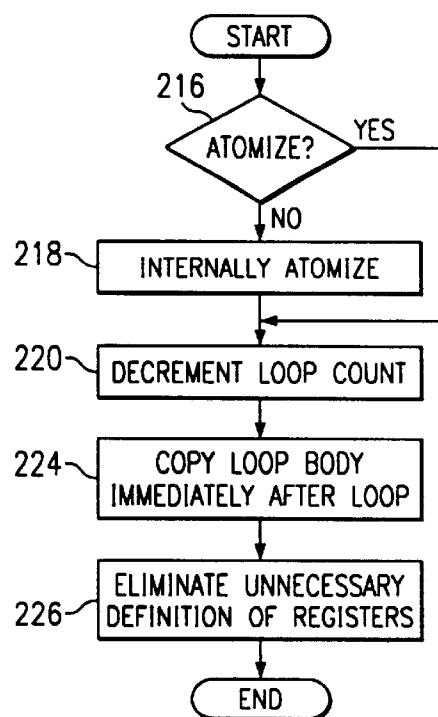 START
216
ATOMIZE?
YES
NO
218
INTERNALLY ATOMIZE
220
DECREMENT LOOP COUNT
224
COPY LOOP BODY
IMMEDIATELY AFTER LOOP
226
ELIMINATE UNNECESSARY
DEFINITION OF REGISTERS
END